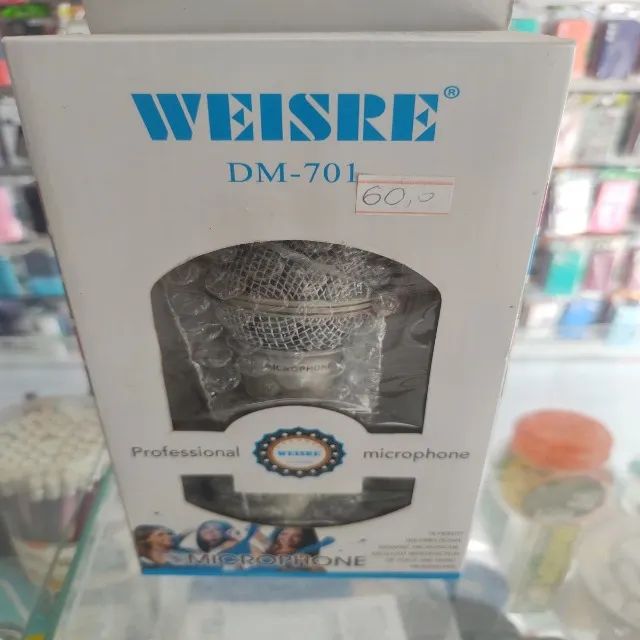 WEISRE®
DM-701
60,0
MICROPHONE
Professional
WEISRE
microphone
MICROPHONE